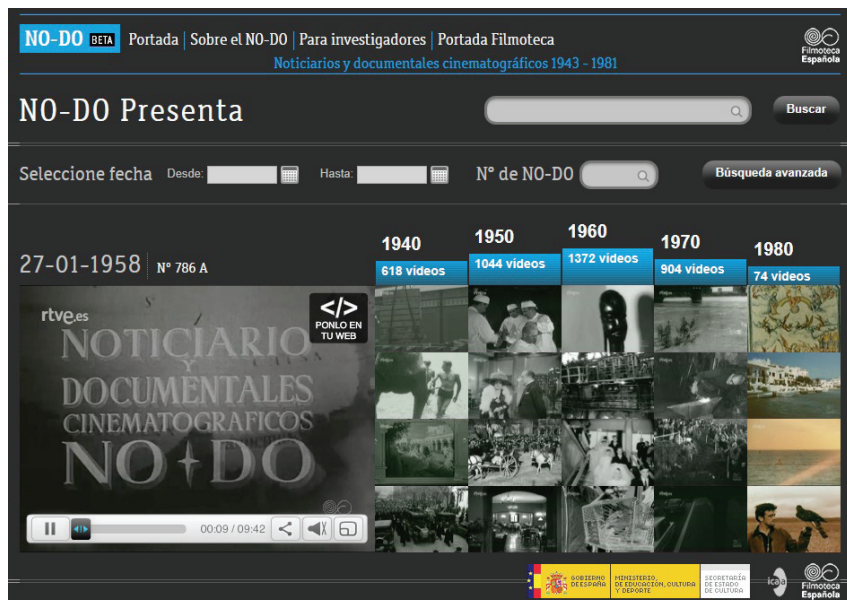 NO-DO BETA Portada | Sobre el NO-DO | Para investigadores | Portada Filmoteca
Filmoteca
Española
Noticiarios y documentales cinematográficos 1943 - 1981
NO-DO Presenta
Buscar
Seleccione fecha Desde: Hasta: Nº de NO-DO Búsqueda avanzada
27-01-1958 Nº 786 A
1940
618 videos
1950
1044 videos
1960
1372 videos
1970
904 videos
1980
74 videos
rtve.es
</>
PONLO EN
TU WEB
NOTICIARIO
Y
DOCUMENTALES
CINEMATOGRAFICOS
NO+DO
00:09 / 09:42
GOBIERNO
DE ESPAÑA
MINISTERIO
DE EDUCACIÓN, CULTURA
Y DEPORTE
SECRETARÍA
DE ESTADO
DE CULTURA
icaa
Filmoteca
Española